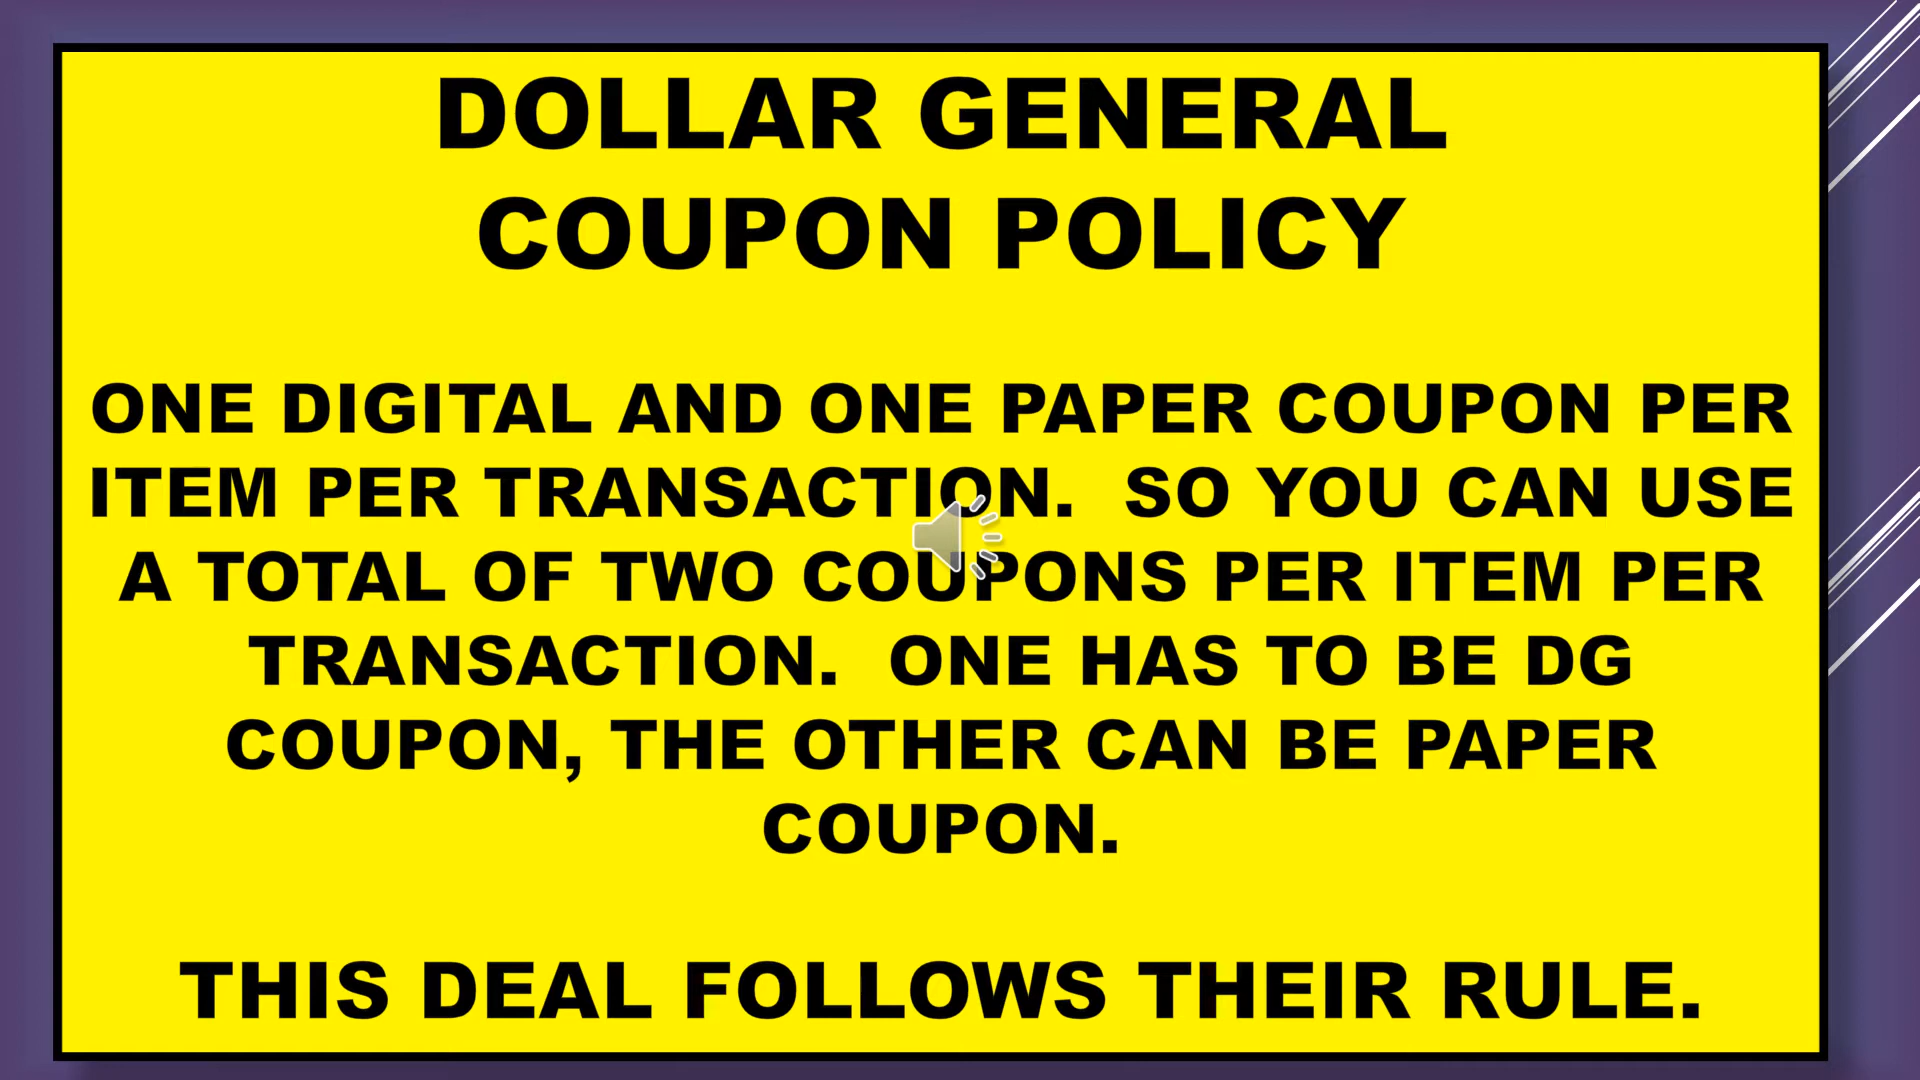 DOLLAR GENERAL
COUPON POLICY
ONE DIGITAL AND ONE PAPER COUPON PER
ITEM PER TRANSACTION.  SO YOU CAN USE
A TOTAL OF TWO COUPONS PER ITEM PER
TRANSACTION.  ONE HAS TO BE DG
COUPON, THE OTHER CAN BE PAPER
COUPON.
THIS DEAL FOLLOWS THEIR RULE.